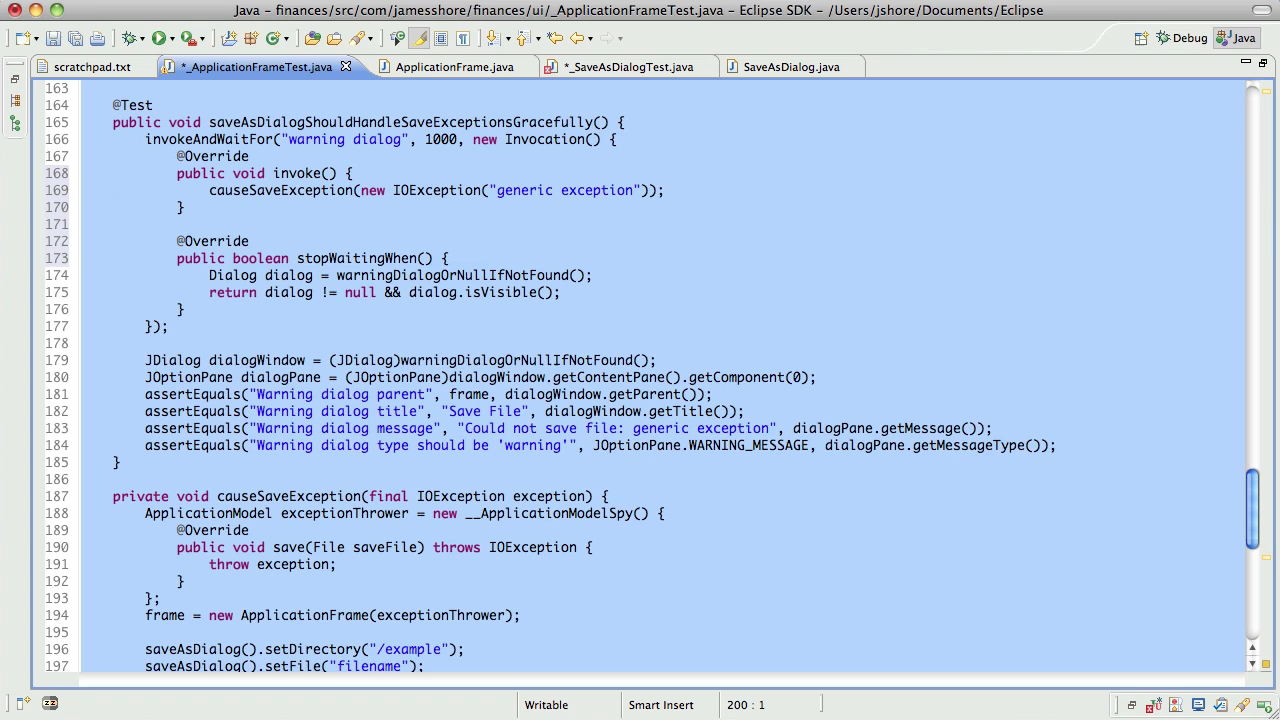 Java - finances/src/com/jamesshore/finances/ui/_ApplicationFrameTest.java - Eclipse SDK - /Users/jshore/Documents/Eclipse
Debug Java
scratchpad.txt *_ApplicationFrameTest.java ApplicationFrame.java *_SaveAsDialogTest.java SaveAsDialog.java
163
164 @Test
165 public void saveAsDialogShouldHandleSaveExceptionsGracefully() {
166 invokeAndWaitFor("warning dialog", 1000, new Invocation() {
167 @Override
168 public void invoke() {
169 causeSaveException(new IOException("generic exception"));
170 }
171
172 @Override
173 public boolean stopWaitingWhen() {
174 Dialog dialog = warningDialogOrNullIfNotFound();
175 return dialog != null && dialog.isVisible();
176 }
177 });
178
179 JDialog dialogWindow = (JDialog)warningDialogOrNullIfNotFound();
180 JOptionPane dialogPane = (JOptionPane)dialogWindow.getContentPane().getComponent(0);
181 assertEquals("Warning dialog parent", frame, dialogWindow.getParent());
182 assertEquals("Warning dialog title", "Save File", dialogWindow.getTitle());
183 assertEquals("Warning dialog message", "Could not save file: generic exception", dialogPane.getMessage());
184 assertEquals("Warning dialog type should be 'warning'", JOptionPane.WARNING_MESSAGE, dialogPane.getMessageType());
185 }
186
187 private void causeSaveException(final IOException exception) {
188 ApplicationModel exceptionThrower = new __ApplicationModelSpy() {
189 @Override
190 public void save(File saveFile) throws IOException {
191 throw exception;
192 }
193 };
194 frame = new ApplicationFrame(exceptionThrower);
195
196 saveAsDialog().setDirectory("/example");
197 saveAsDialog().setFile("filename");
Writable Smart Insert 200 : 1